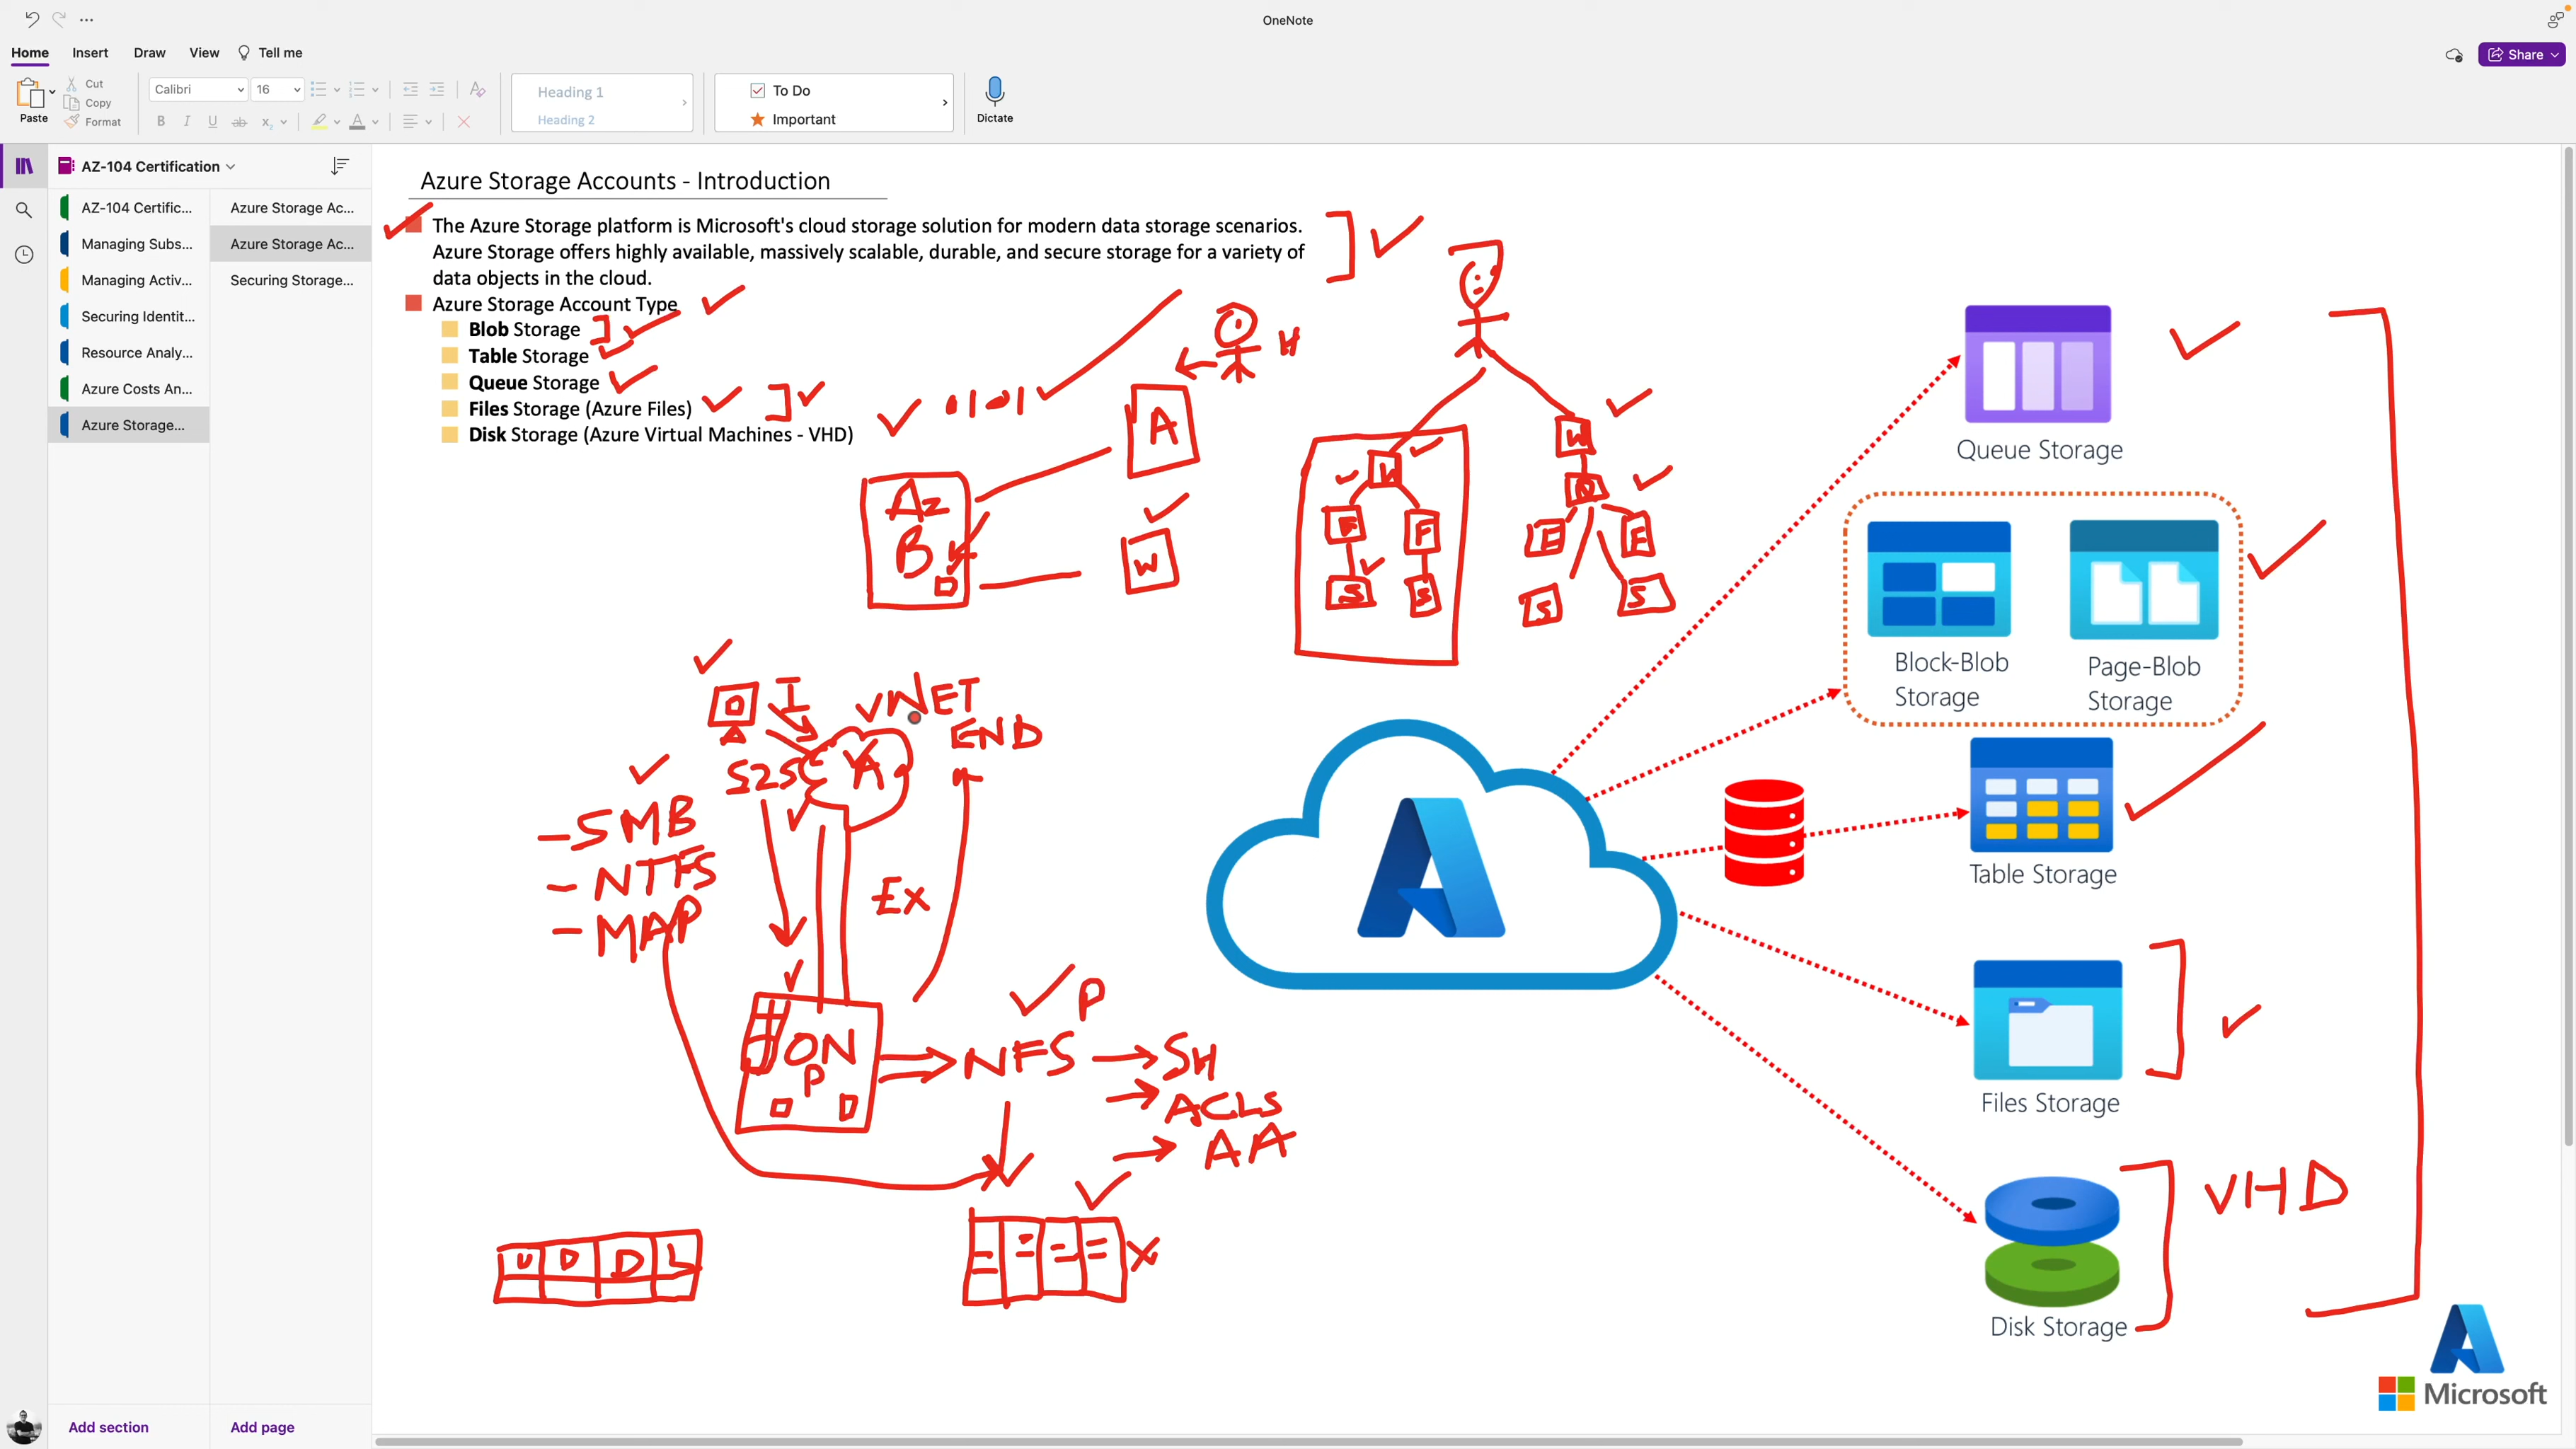 OneNote
Home
Insert
Draw
View
Tell me
Share
Paste
Cut
Copy
Format
Calibri
16
B
I
U
ab
x₂
A
Heading 1
Heading 2
To Do
Important
Dictate
AZ-104 Certification
AZ-104 Certific...
Managing Subs...
Managing Activ...
Securing Identit...
Resource Analy...
Azure Costs An...
Azure Storage...
Azure Storage Ac...
Azure Storage Ac...
Securing Storage...
Add section
Add page
Azure Storage Accounts - Introduction
The Azure Storage platform is Microsoft's cloud storage solution for modern data storage scenarios.
Azure Storage offers highly available, massively scalable, durable, and secure storage for a variety of
data objects in the cloud.
Azure Storage Account Type
Blob Storage
Table Storage
Queue Storage
Files Storage (Azure Files)
Disk Storage (Azure Virtual Machines - VHD)
A
Az
B
W
W
F
F
S
S
W
S
S
VNET
END
I
S2S
A
- SMB
- NTFS
- MAP
EX
ON
P
P
NFS
SH
ACLS
AA
D
L
Queue Storage
Block-Blob
Storage
Page-Blob
Storage
Table Storage
Files Storage
Disk Storage
VHD
Microsoft